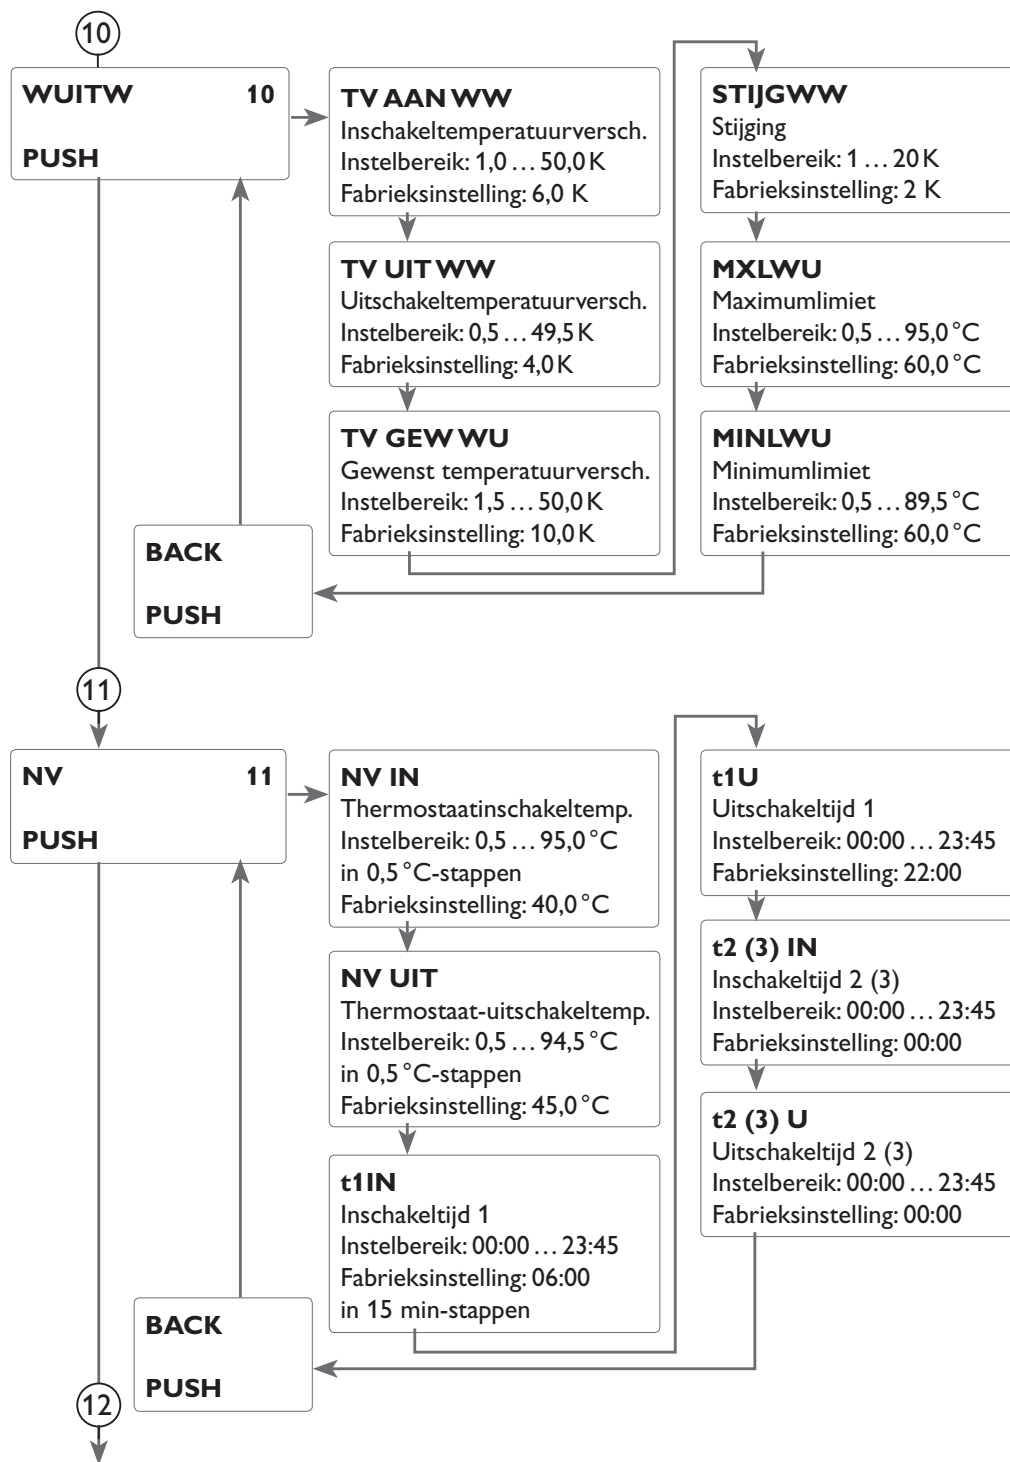 10
WUITW 10
PUSH
TV AAN WW
Inschakeltemperatuurversch.
Instelbereik: 1,0 … 50,0 K
Fabrieksinstelling: 6,0 K
TV UIT WW
Uitschakeltemperatuurversch.
Instelbereik: 0,5 … 49,5 K
Fabrieksinstelling: 4,0 K
TV GEW WU
Gewenst temperatuurversch.
Instelbereik: 1,5 … 50,0 K
Fabrieksinstelling: 10,0 K
STIJGWW
Stijging
Instelbereik: 1 … 20 K
Fabrieksinstelling: 2 K
MXLWU
Maximumlimiet
Instelbereik: 0,5 … 95,0 °C
Fabrieksinstelling: 60,0 °C
MINLWU
Minimumlimiet
Instelbereik: 0,5 … 89,5 °C
Fabrieksinstelling: 60,0 °C
BACK
PUSH
11
NV 11
PUSH
NV IN
Thermostaatinschakeltemp.
Instelbereik: 0,5 … 95,0 °C
in 0,5 °C-stappen
Fabrieksinstelling: 40,0 °C
NV UIT
Thermostaat-uitschakeltemp.
Instelbereik: 0,5 … 94,5 °C
in 0,5 °C-stappen
Fabrieksinstelling: 45,0 °C
t1IN
Inschakeltijd 1
Instelbereik: 00:00 … 23:45
Fabrieksinstelling: 06:00
in 15 min-stappen
t1U
Uitschakeltijd 1
Instelbereik: 00:00 … 23:45
Fabrieksinstelling: 22:00
t2 (3) IN
Inschakeltijd 2 (3)
Instelbereik: 00:00 … 23:45
Fabrieksinstelling: 00:00
t2 (3) U
Uitschakeltijd 2 (3)
Instelbereik: 00:00 … 23:45
Fabrieksinstelling: 00:00
BACK
PUSH
12